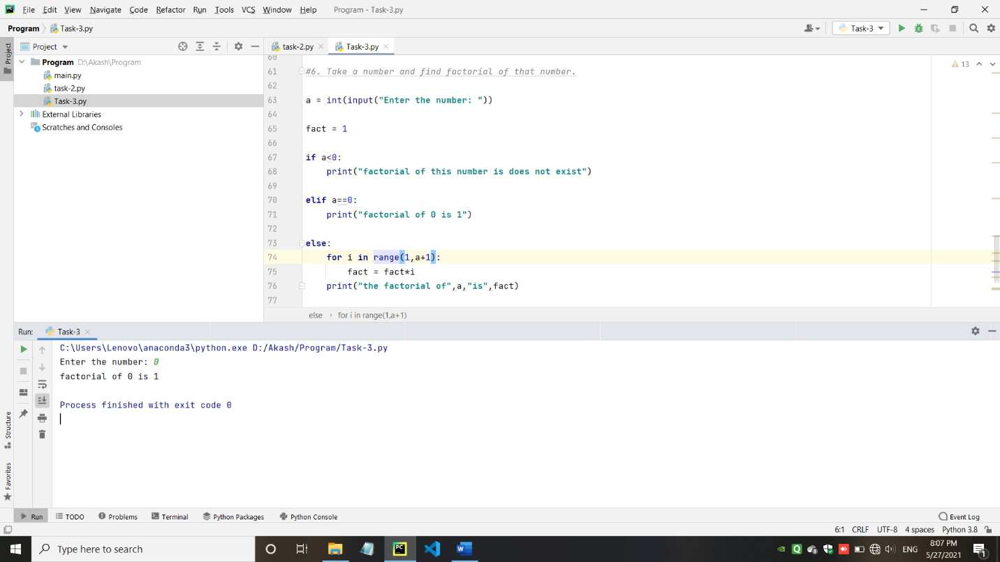 File Edit View Navigate Code Refactor Run Tools VCS Window Help Program - Task-3.py
Program Task-3.py Task-3
Project
Project task-2.py Task-3.py
Program D:\Akash\Program
main.py
task-2.py
Task-3.py
External Libraries
Scratches and Consoles
60
61 #6. Take a number and find factorial of that number. 13
62
63 a = int(input("Enter the number: "))
64
65 fact = 1
66
67 if a<0:
68 print("factorial of this number is does not exist")
69
70 elif a==0:
71 print("factorial of 0 is 1")
72
73 else:
74 for i in range(1,a+1):
75 fact = fact*i
76 print("the factorial of",a,"is",fact)
77
else › for i in range(1,a+1)
Run: Task-3
C:\Users\Lenovo\anaconda3\python.exe D:/Akash/Program/Task-3.py
Enter the number: 0
factorial of 0 is 1
Process finished with exit code 0
Structure
Favorites
Run TODO Problems Terminal Python Packages Python Console Event Log
6:1 CRLF UTF-8 4 spaces Python 3.8
Type here to search
ENG
8:07 PM
5/27/2021
1